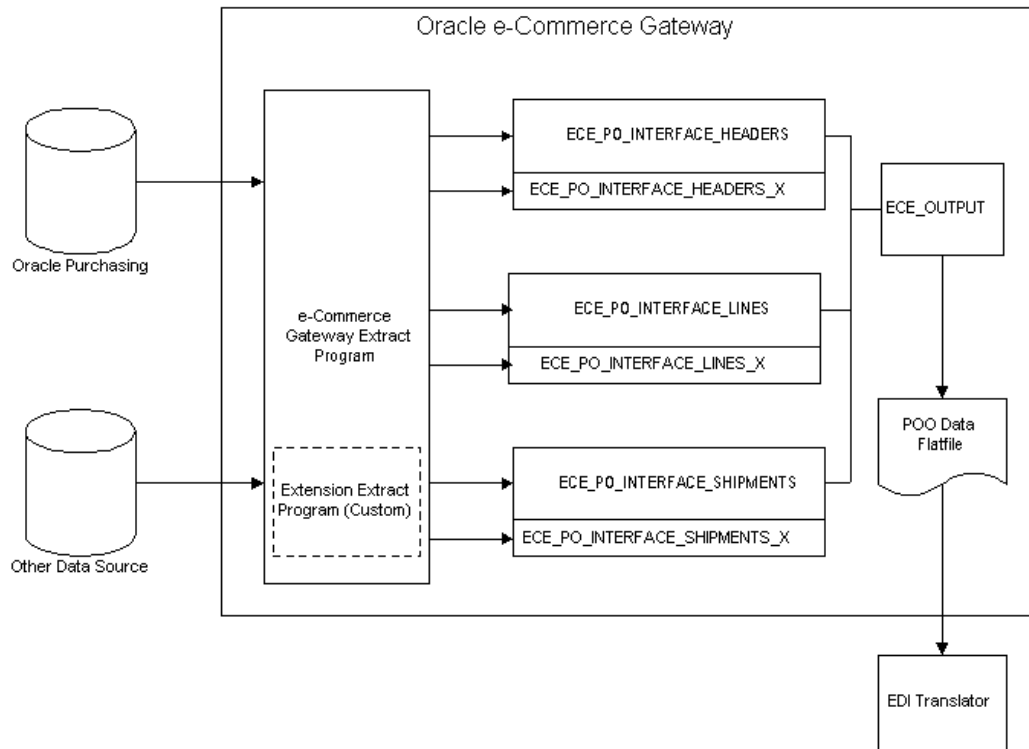 Oracle e-Commerce Gateway
Oracle Purchasing
Other Data Source
e-Commerce
Gateway Extract
Program
Extension Extract
Program (Custom)
ECE_PO_INTERFACE_HEADERS
ECE_PO_INTERFACE_HEADERS_X
ECE_PO_INTERFACE_LINES
ECE_PO_INTERFACE_LINES_X
ECE_PO_INTERFACE_SHIPMENTS
ECE_PO_INTERFACE_SHIPMENTS_X
ECE_OUTPUT
POO Data
Flatfile
EDI Translator